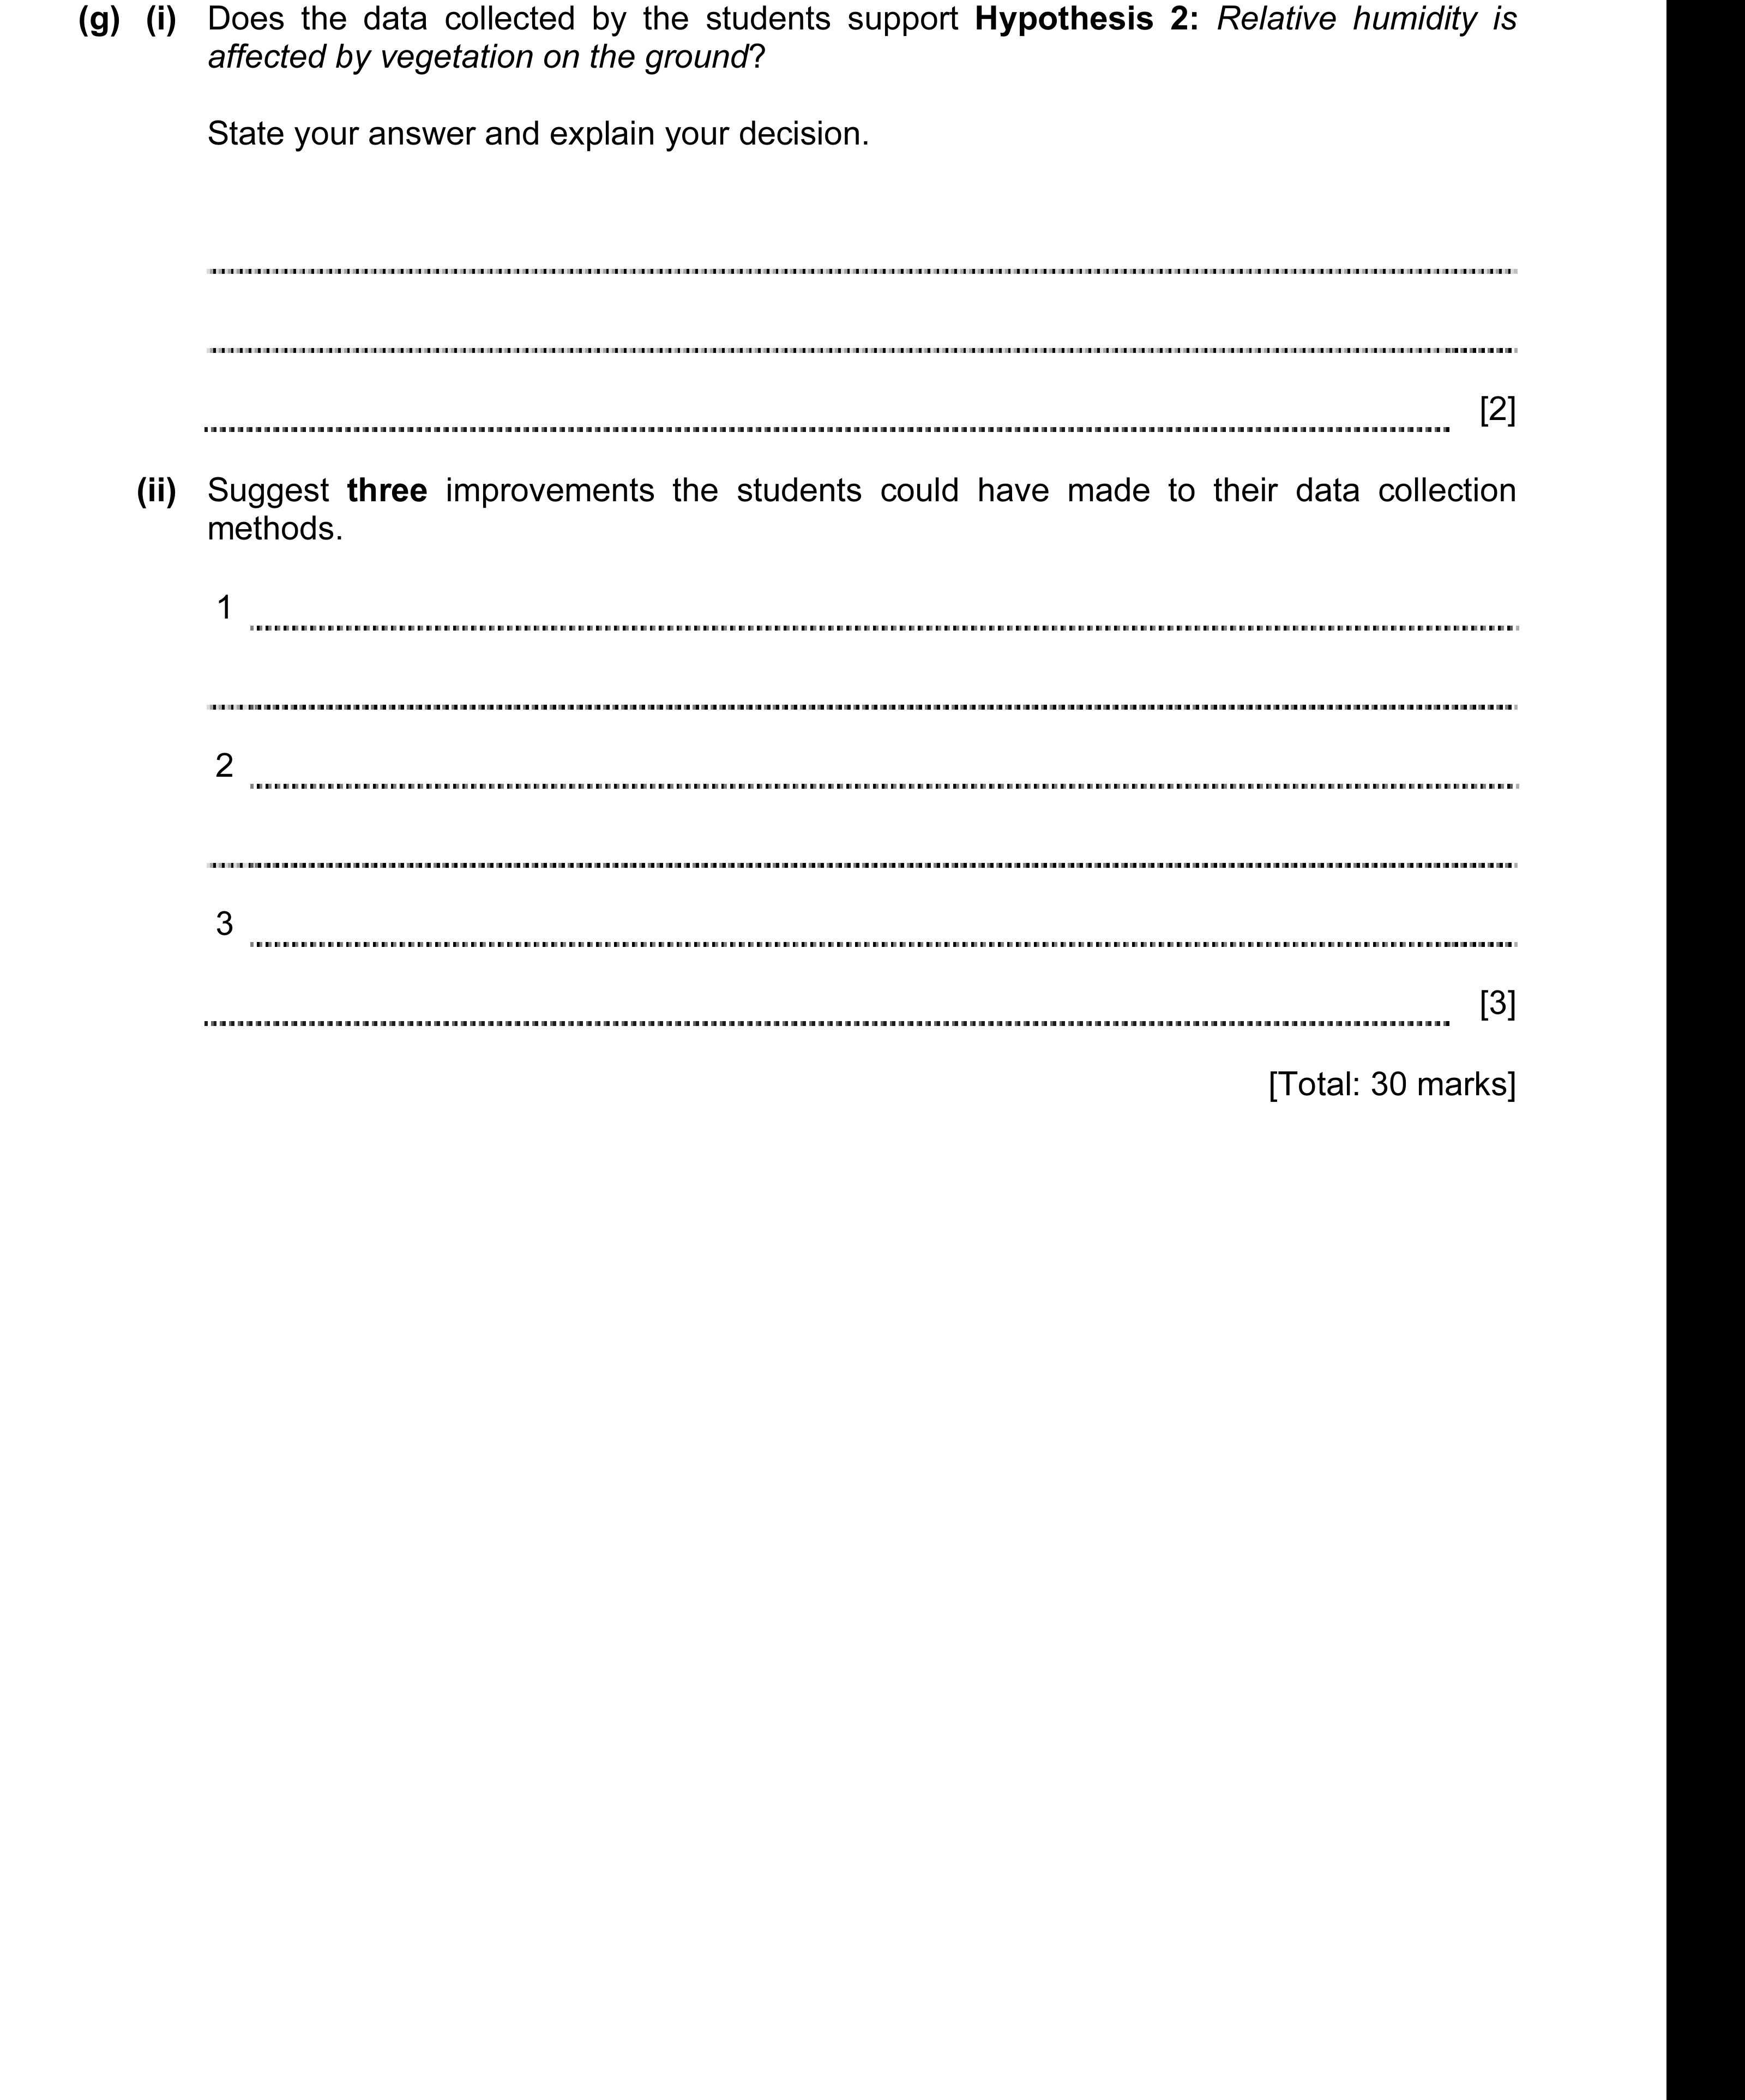 (g) (i) Does the data collected by the students support Hypothesis 2: Relative humidity is
affected by vegetation on the ground?
State your answer and explain your decision.
[2]
(ii) Suggest three improvements the students could have made to their data collection
methods.
1
2
3
[3]
[Total: 30 marks]